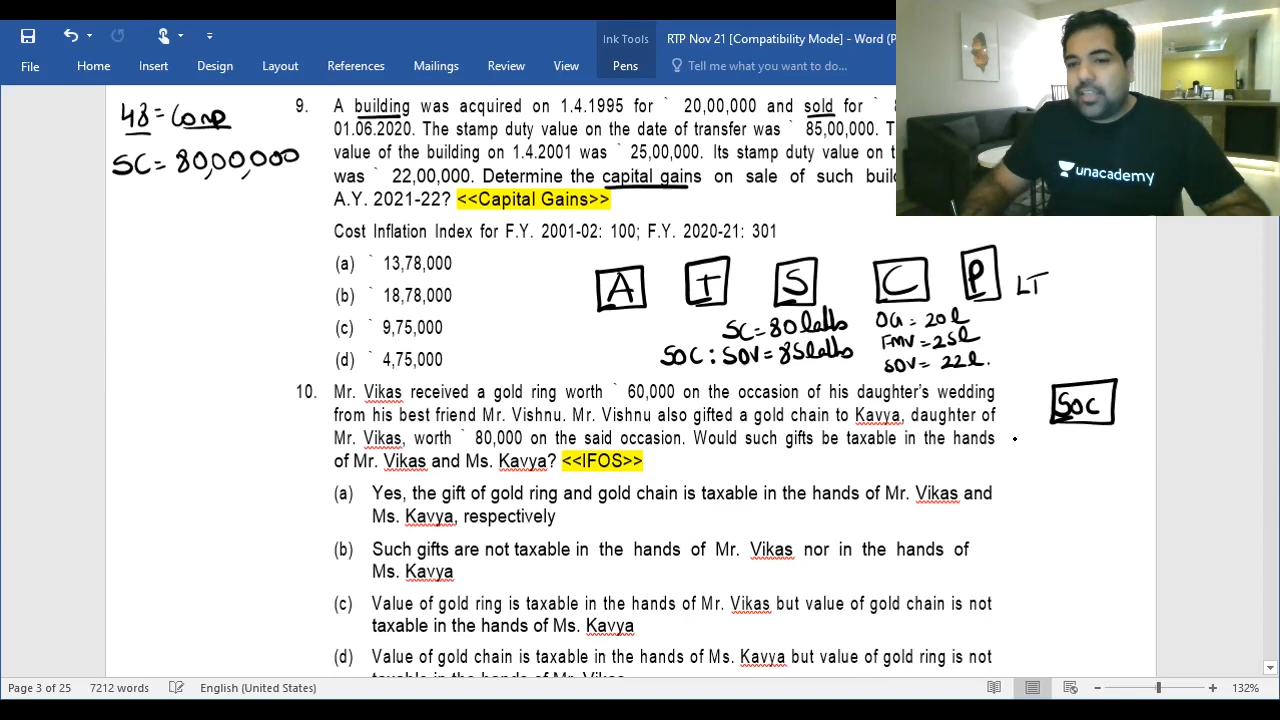 Ink Tools
RTP Nov 21 [Compatibility Mode] - Word (P
File Home Insert Design Layout References Mailings Review View Pens Tell me what you want to do...
48 = Comp
SC = 80,00,000
9. A building was acquired on 1.4.1995 for ` 20,00,000 and sold for `
01.06.2020. The stamp duty value on the date of transfer was ` 85,00,000. T
value of the building on 1.4.2001 was ` 25,00,000. Its stamp duty value on t
was ` 22,00,000. Determine the capital gains on sale of such buil
A.Y. 2021-22? <<Capital Gains>>
Cost Inflation Index for F.Y. 2001-02: 100; F.Y. 2020-21: 301
(a) ` 13,78,000
(b) ` 18,78,000
(c) ` 9,75,000
(d) ` 4,75,000
A T S C P LT
SC = 80 lakhs
SOC : SDV = 85 lakhs
OG = 20 l
FMV = 25 l
SDV = 22 l.
50C
unacademy
10. Mr. Vikas received a gold ring worth ` 60,000 on the occasion of his daughter's wedding
from his best friend Mr. Vishnu. Mr. Vishnu also gifted a gold chain to Kavya, daughter of
Mr. Vikas, worth ` 80,000 on the said occasion. Would such gifts be taxable in the hands
of Mr. Vikas and Ms. Kavya? <<IFOS>>
(a) Yes, the gift of gold ring and gold chain is taxable in the hands of Mr. Vikas and
Ms. Kavya, respectively
(b) Such gifts are not taxable in the hands of Mr. Vikas nor in the hands of
Ms. Kavya
(c) Value of gold ring is taxable in the hands of Mr. Vikas but value of gold chain is not
taxable in the hands of Ms. Kavya
(d) Value of gold chain is taxable in the hands of Ms. Kavya but value of gold ring is not
taxable in the hands of Mr. Vikas
Page 3 of 25 7212 words English (United States) 132%